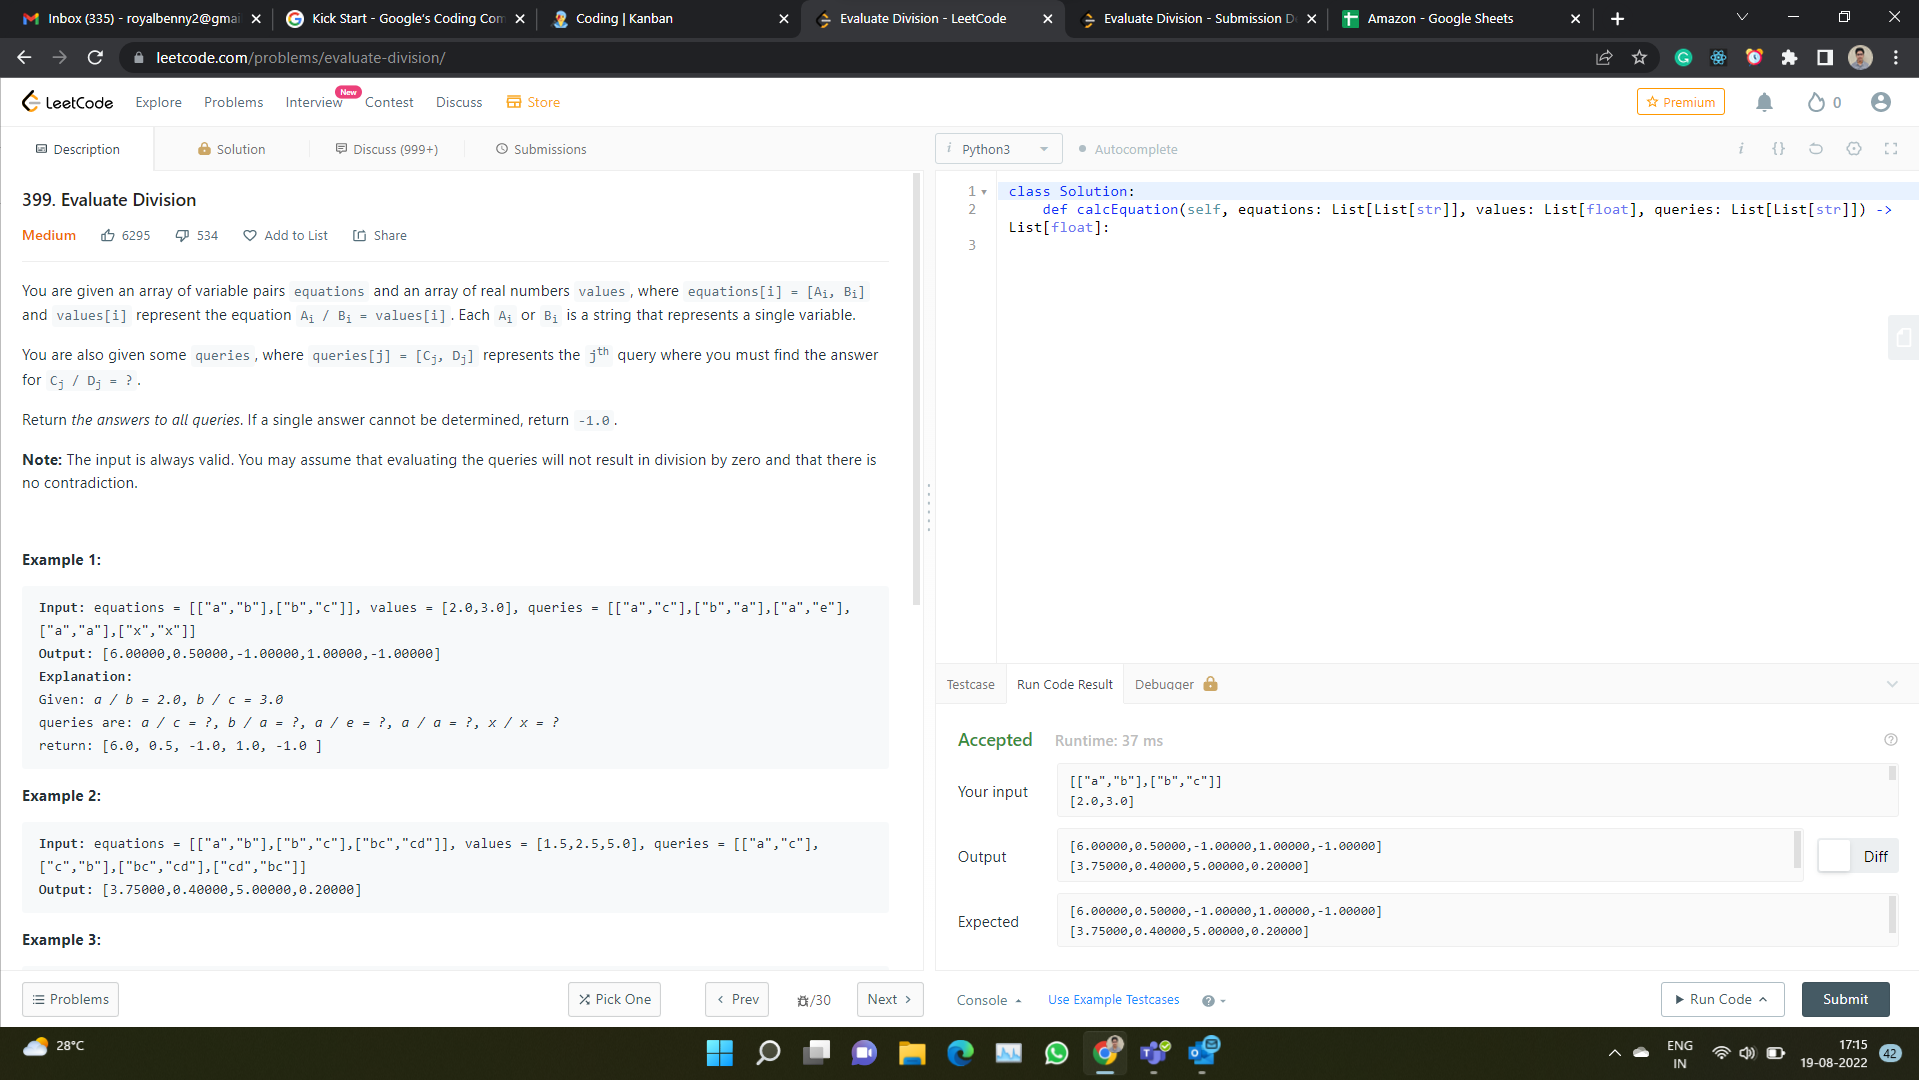 Inbox (335) - royalbenny2@gmai
Kick Start - Google's Coding Com
Coding | Kanban
Evaluate Division - LeetCode
Evaluate Division - Submission D
Amazon - Google Sheets
leetcode.com/problems/evaluate-division/
LeetCode
Explore
Problems
Interview
New
Contest
Discuss
Store
Premium
0
Description
Solution
Discuss (999+)
Submissions
i Python3
Autocomplete
i
{}
399. Evaluate Division
Medium
6295
534
Add to List
Share
You are given an array of variable pairs equations and an array of real numbers values, where equations[i] = [Ai, Bi]
and values[i] represent the equation Ai / Bi = values[i]. Each Ai or Bi is a string that represents a single variable.
You are also given some queries, where queries[j] = [Cj, Dj] represents the jth query where you must find the answer
for Cj / Dj = ?.
Return the answers to all queries. If a single answer cannot be determined, return -1.0.
Note: The input is always valid. You may assume that evaluating the queries will not result in division by zero and that there is
no contradiction.
Example 1:
Input: equations = [["a","b"],["b","c"]], values = [2.0,3.0], queries = [["a","c"],["b","a"],["a","e"],
["a","a"],["x","x"]]
Output: [6.00000,0.50000,-1.00000,1.00000,-1.00000]
Explanation:
Given: a / b = 2.0, b / c = 3.0
queries are: a / c = ?, b / a = ?, a / e = ?, a / a = ?, x / x = ?
return: [6.0, 0.5, -1.0, 1.0, -1.0 ]
Example 2:
Input: equations = [["a","b"],["b","c"],["bc","cd"]], values = [1.5,2.5,5.0], queries = [["a","c"],
["c","b"],["bc","cd"],["cd","bc"]]
Output: [3.75000,0.40000,5.00000,0.20000]
Example 3:
1
class Solution:
2
def calcEquation(self, equations: List[List[str]], values: List[float], queries: List[List[str]]) ->
List[float]:
3
Testcase
Run Code Result
Debugger
Accepted
Runtime: 37 ms
Your input
[["a","b"],["b","c"]]
[2.0,3.0]
Output
[6.00000,0.50000,-1.00000,1.00000,-1.00000]
[3.75000,0.40000,5.00000,0.20000]
Diff
Expected
[6.00000,0.50000,-1.00000,1.00000,-1.00000]
[3.75000,0.40000,5.00000,0.20000]
Problems
Pick One
Prev
/30
Next
Console
Use Example Testcases
Run Code
Submit
28°C
ENG
IN
17:15
19-08-2022
42